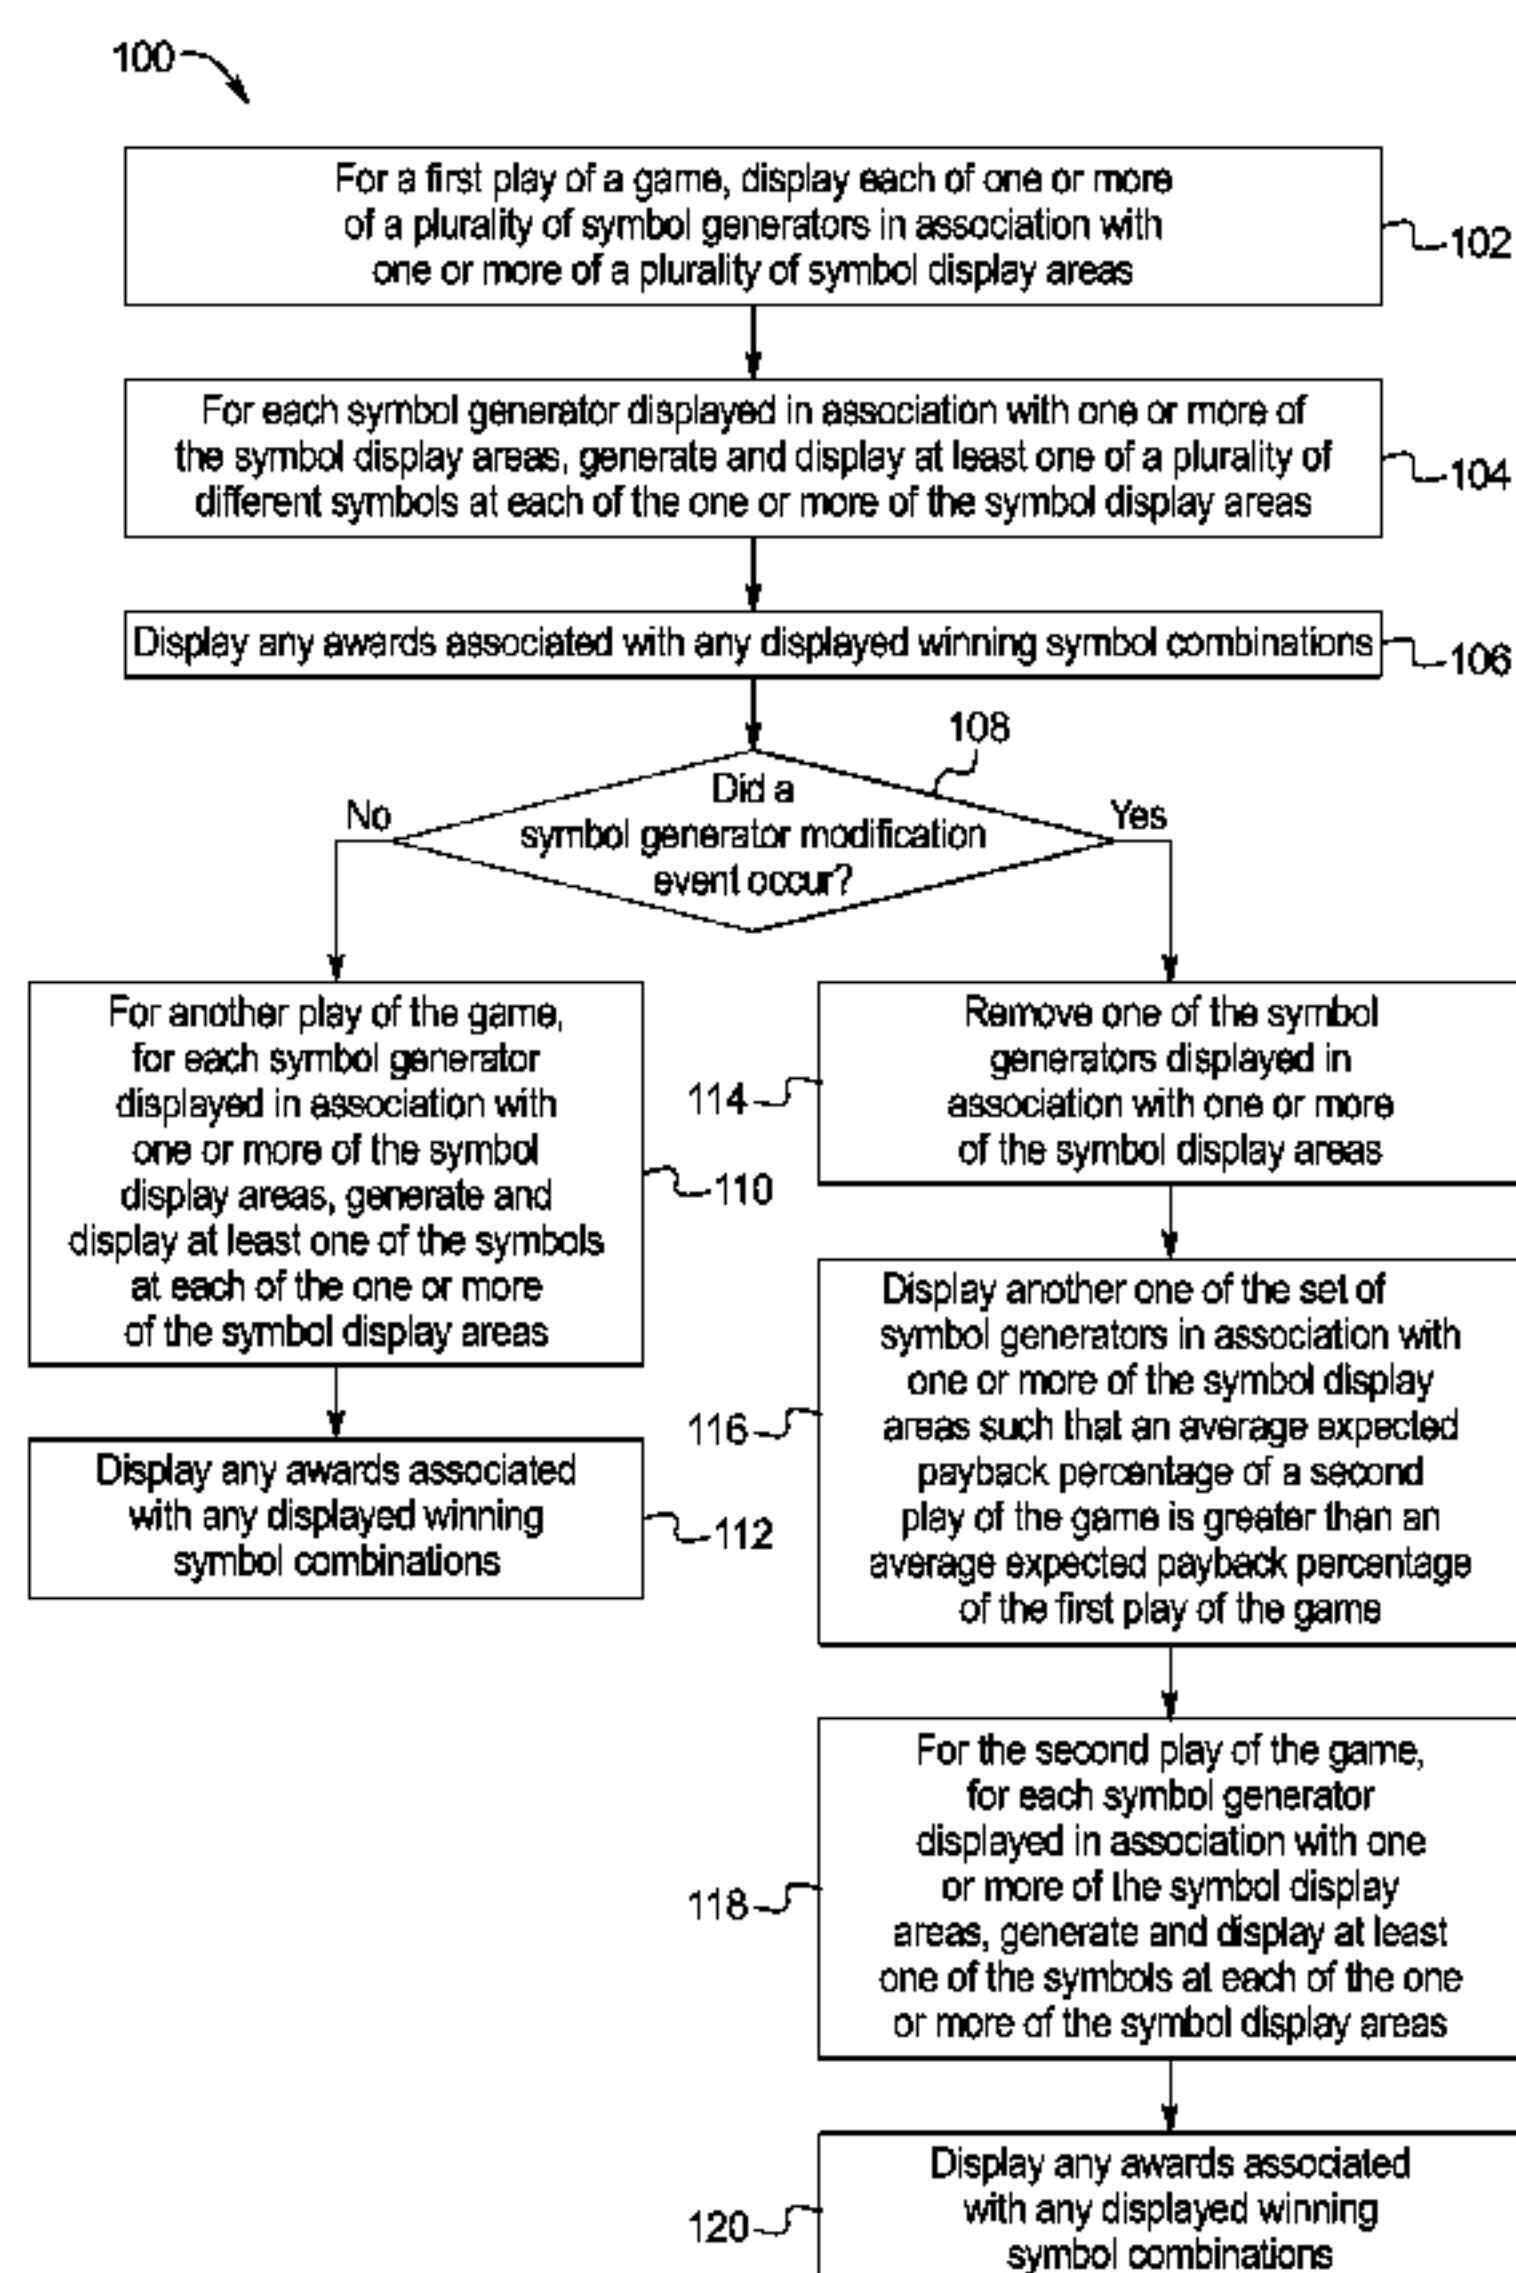 100
For a first play of a game, display each of one or more
of a plurality of symbol generators in association with
one or more of a plurality of symbol display areas
102
For each symbol generator displayed in association with one or more of
the symbol display areas, generate and display at least one of a plurality of
different symbols at each of the one or more of the symbol display areas
104
Display any awards associated with any displayed winning symbol combinations
106
108
Did a
symbol generator modification
event occur?
No
Yes
For another play of the game,
for each symbol generator
displayed in association with
one or more of the symbol
display areas, generate and
display at least one of the symbols
at each of the one or more
of the symbol display areas
110
Display any awards associated
with any displayed winning
symbol combinations
112
Remove one of the symbol
generators displayed in
association with one or more
of the symbol display areas
114
Display another one of the set of
symbol generators in association with
one or more of the symbol display
areas such that an average expected
payback percentage of a second
play of the game is greater than an
average expected payback percentage
of the first play of the game
116
For the second play of the game,
for each symbol generator
displayed in association with one
or more of the symbol display
areas, generate and display at least
one of the symbols at each of the one
or more of the symbol display areas
118
Display any awards associated
with any displayed winning
symbol combinations
120